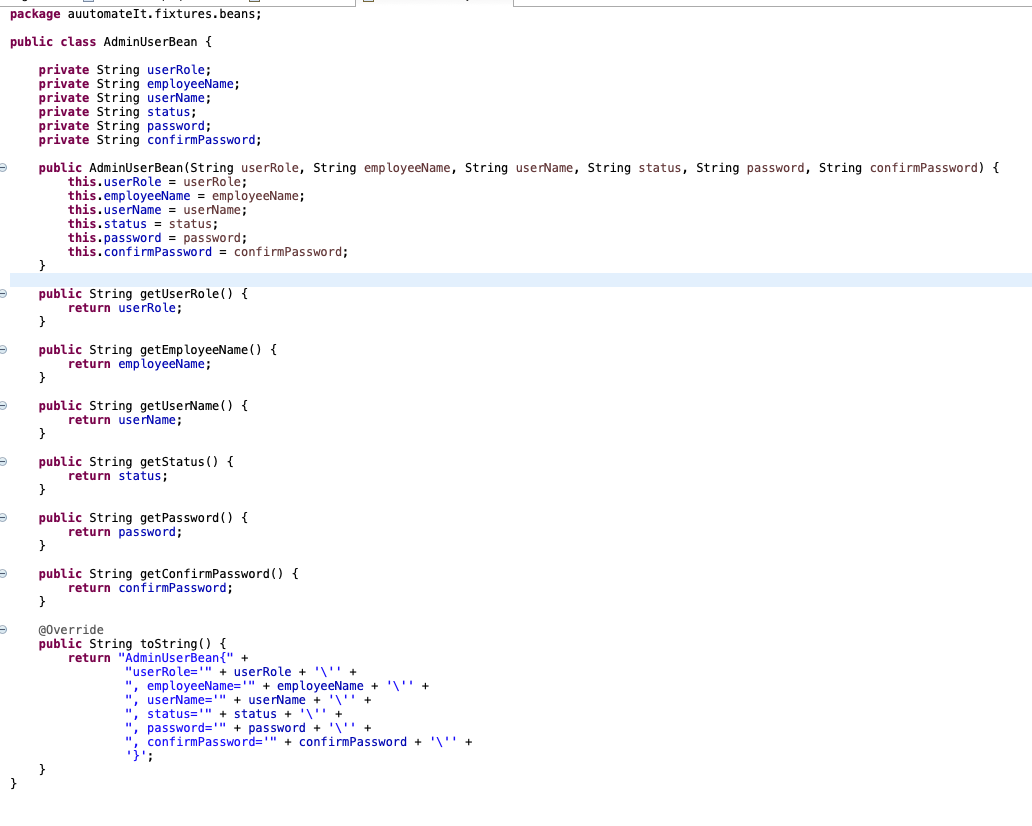 package auutomateIt.fixtures.beans;
public class AdminUserBean {
private String userRole;
private String employeeName;
private String userName;
private String status;
private String password;
private String confirmPassword;
public AdminUserBean(String userRole, String employeeName, String userName, String status, String password, String confirmPassword) {
this.userRole = userRole;
this.employeeName = employeeName;
this.userName = userName;
this.status = status;
this.password = password;
this.confirmPassword = confirmPassword;
}
public String getUserRole() {
return userRole;
}
public String getEmployeeName() {
return employeeName;
}
public String getUserName() {
return userName;
}
public String getStatus() {
return status;
}
public String getPassword() {
return password;
}
public String getConfirmPassword() {
return confirmPassword;
}
@Override
public String toString() {
return "AdminUserBean{" +
"userRole='" + userRole + '\'' +
", employeeName='" + employeeName + '\'' +
", userName='" + userName + '\'' +
", status='" + status + '\'' +
", password='" + password + '\'' +
", confirmPassword='" + confirmPassword + '\'' +
'}';
}
}